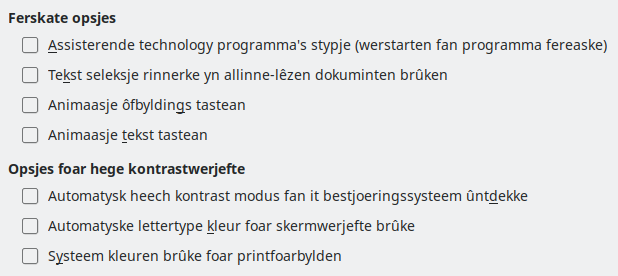 Ferskate opsjes
Assisterende technology programma's stypje (werstarten fan programma fereaske)
Tekst seleksje rinnerke yn allinne-lêzen dokuminten brûken
Animaasje ôfbyldings tastean
Animaasje tekst tastean
Opsjes foar hege kontrastwerjefte
Automatysk heech kontrast modus fan it bestjoeringssysteem ûntdekke
Automatyske lettertype kleur foar skermwerjefte brûke
Systeem kleuren brûke foar printfoarbylden